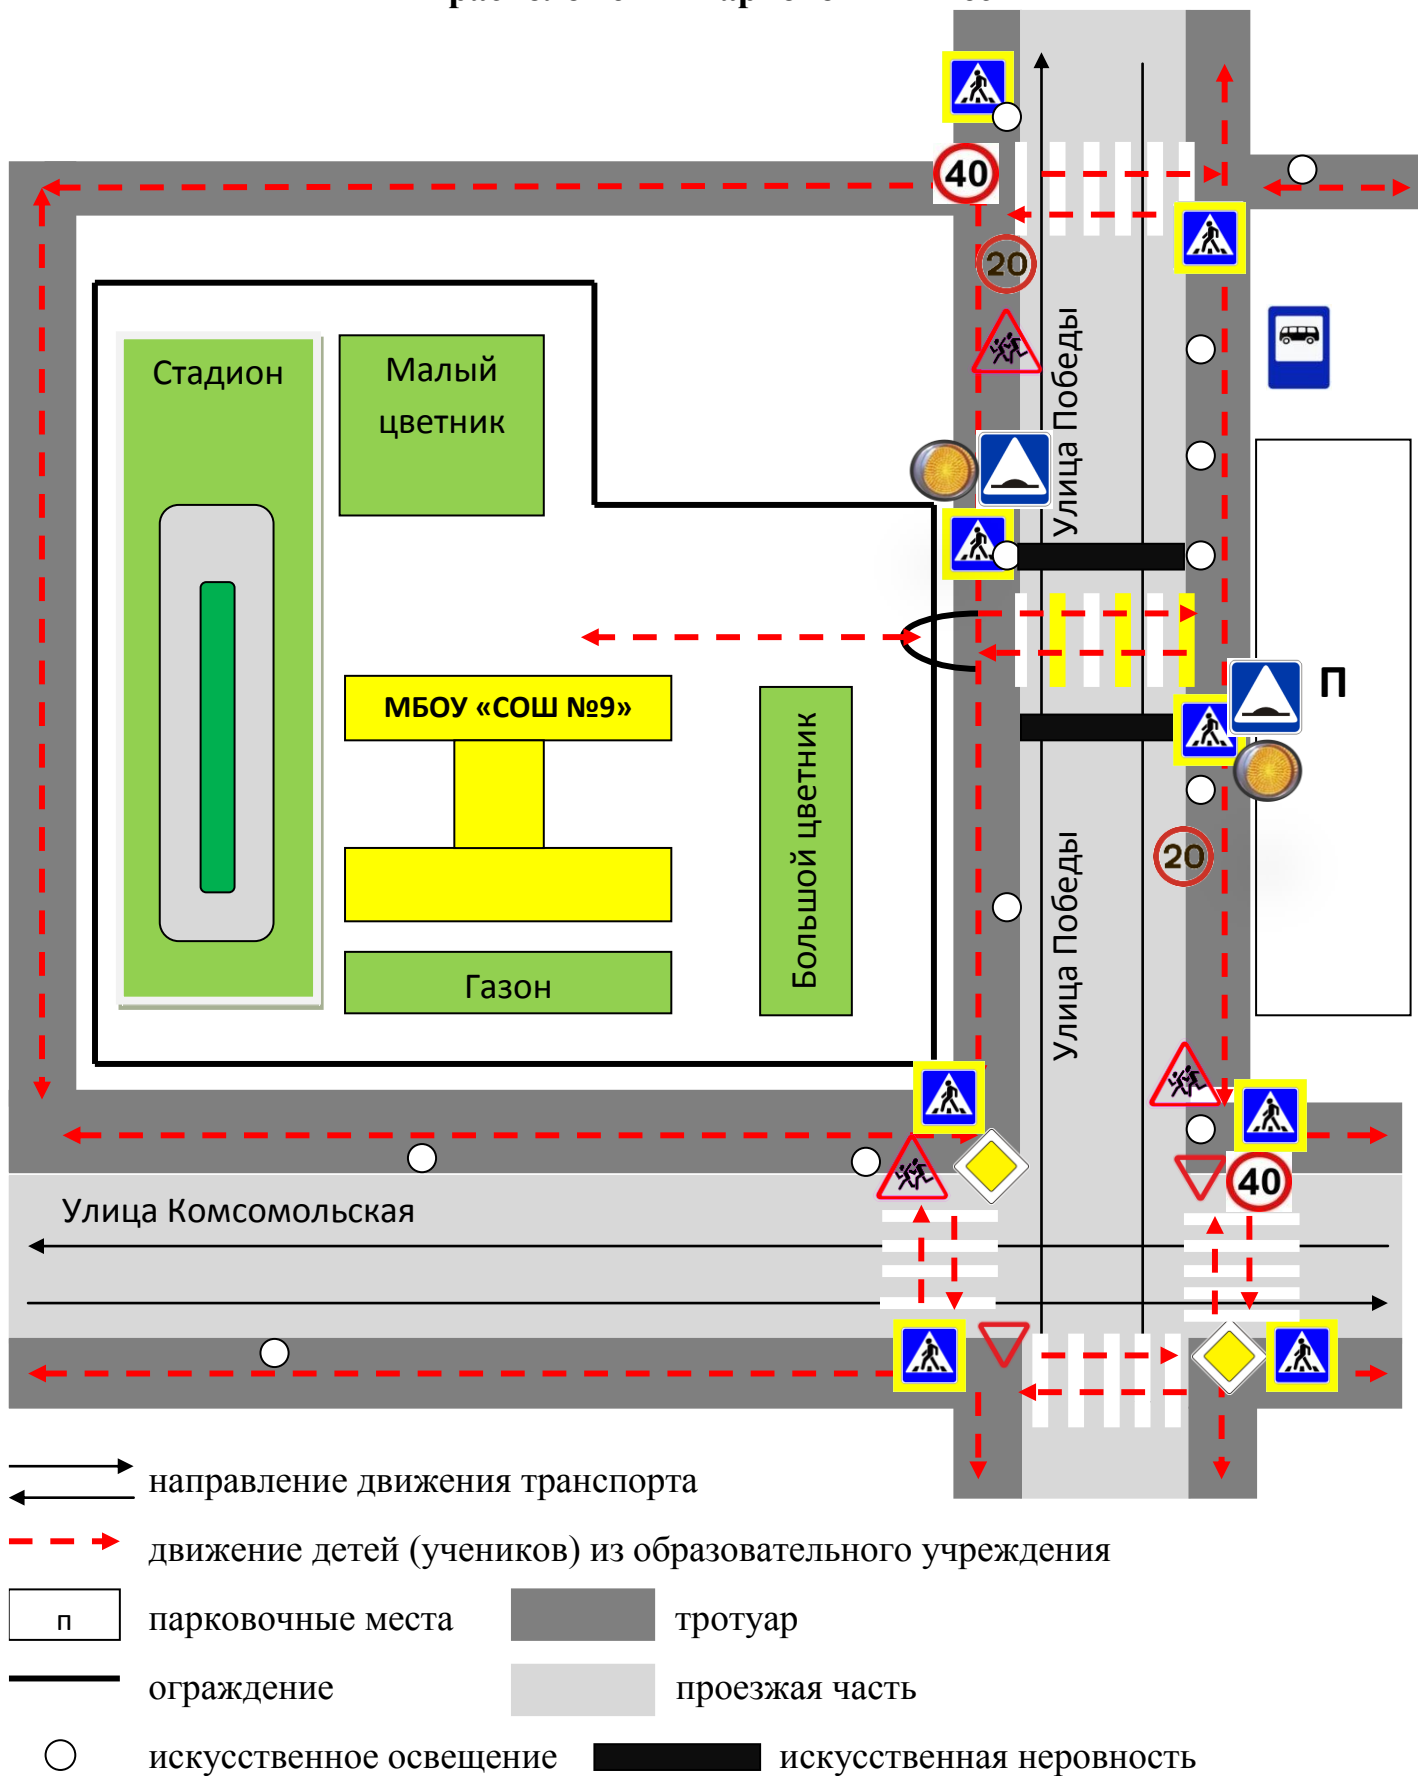 40
20
Улица Победы
Стадион
Малый
цветник
МБОУ «СОШ №9»
П
Большой цветник
20
Улица Победы
Газон
40
Улица Комсомольская
направление движения транспорта
движение детей (учеников) из образовательного учреждения
п
парковочные места
тротуар
ограждение
проезжая часть
искусственное освещение
искусственная неровность